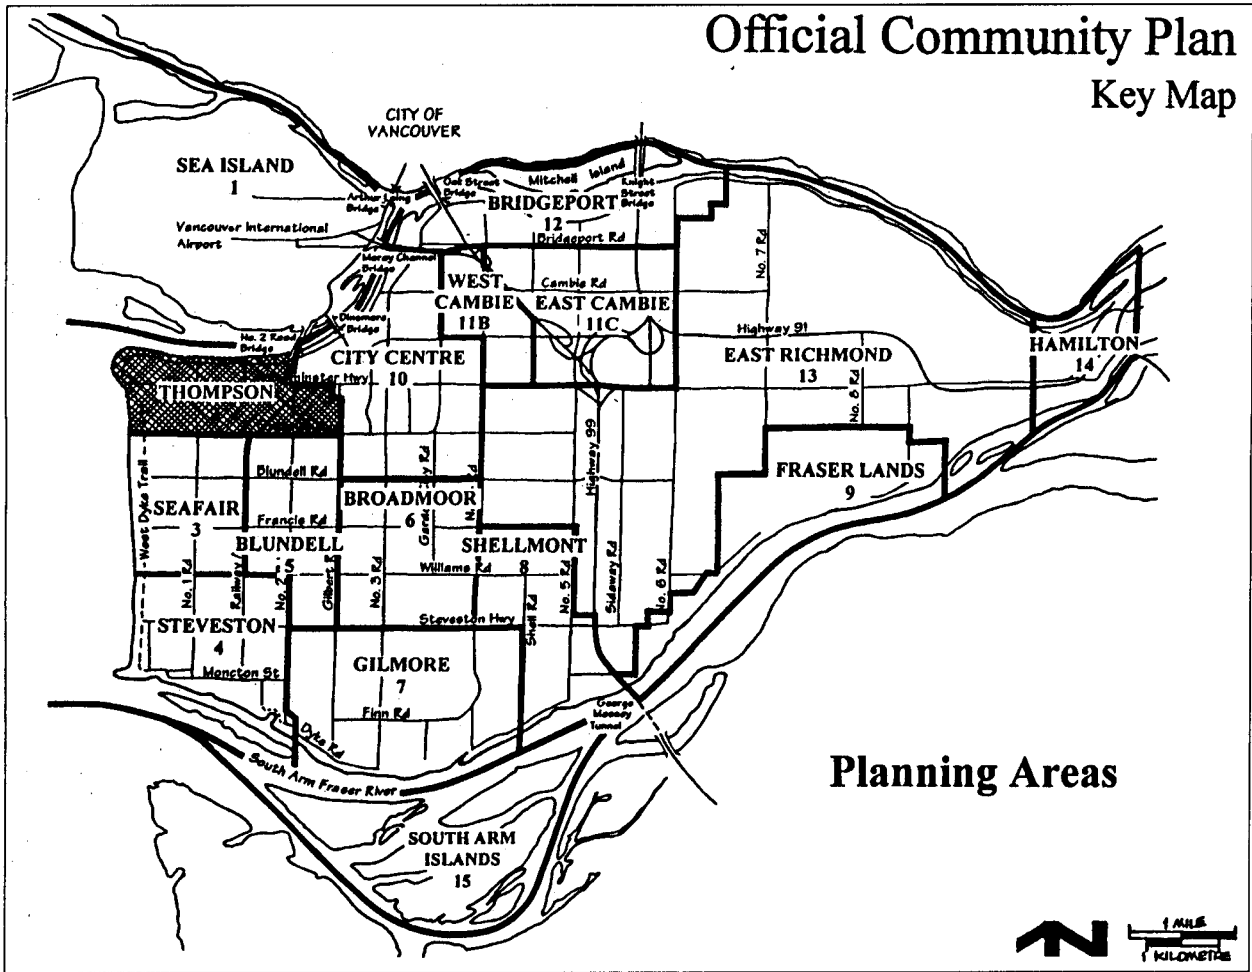 Official Community Plan
Key Map
CITY OF
VANCOUVER
SEA ISLAND
1
Arthur Laing
Bridge
Oak Street
Bridge
Mitchell Island
Knight
Street
Bridge
BRIDGEPORT
12
Bridgeport Rd
Vancouver International
Airport
Moray Channel
Bridge
No. 7 Rd
WEST
CAMBIE
11B
Cambie Rd
EAST CAMBIE
11C
Dinsmore
Bridge
No. 2 Road
Bridge
Highway 91
HAMILTON
14
CITY CENTRE
10
EAST RICHMOND
13
minster Hwy
THOMPSON
No. 8 Rd
Highway 99
West Dyke Trail
Blundell Rd
BROADMOOR
6
FRASER LANDS
9
SEAFAIR
3
Francis Rd
BLUNDELL
5
SHELLMONT
8
Williams Rd
No. 1 Rd
Railway
No. 2
Gilbert R
No. 3 Rd
Shell Rd
No. 5 Rd
Sideway Rd
No. 6 Rd
STEVESTON
4
Steveston Hwy
Moncton St
GILMORE
7
Finn Rd
George
Massey
Tunnel
Dyke Rd
South Arm Fraser River
Planning Areas
SOUTH ARM
ISLANDS
15
N
1 MILE
1 KILOMETRE